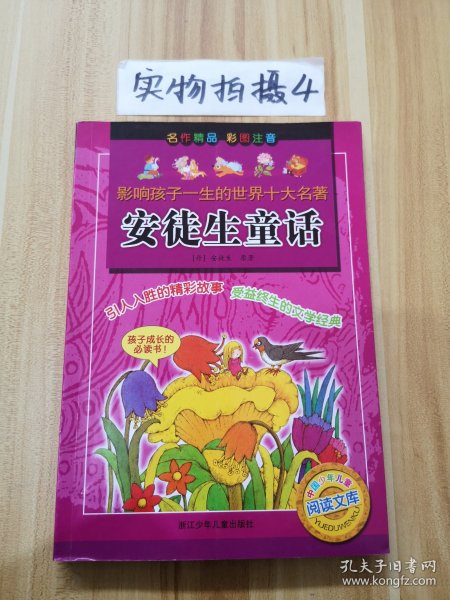 实物拍摄4
名作精品 彩图注音
影响孩子一生的世界十大名著
安徒生童话
[丹] 安徒生 原著
引人入胜的精彩故事 受益终生的文学经典
孩子成长的
必读书！
中国少年儿童
阅读文库
YUEDUWENKU
浙江少年儿童出版社
孔夫子旧书网
www.kongfz.com